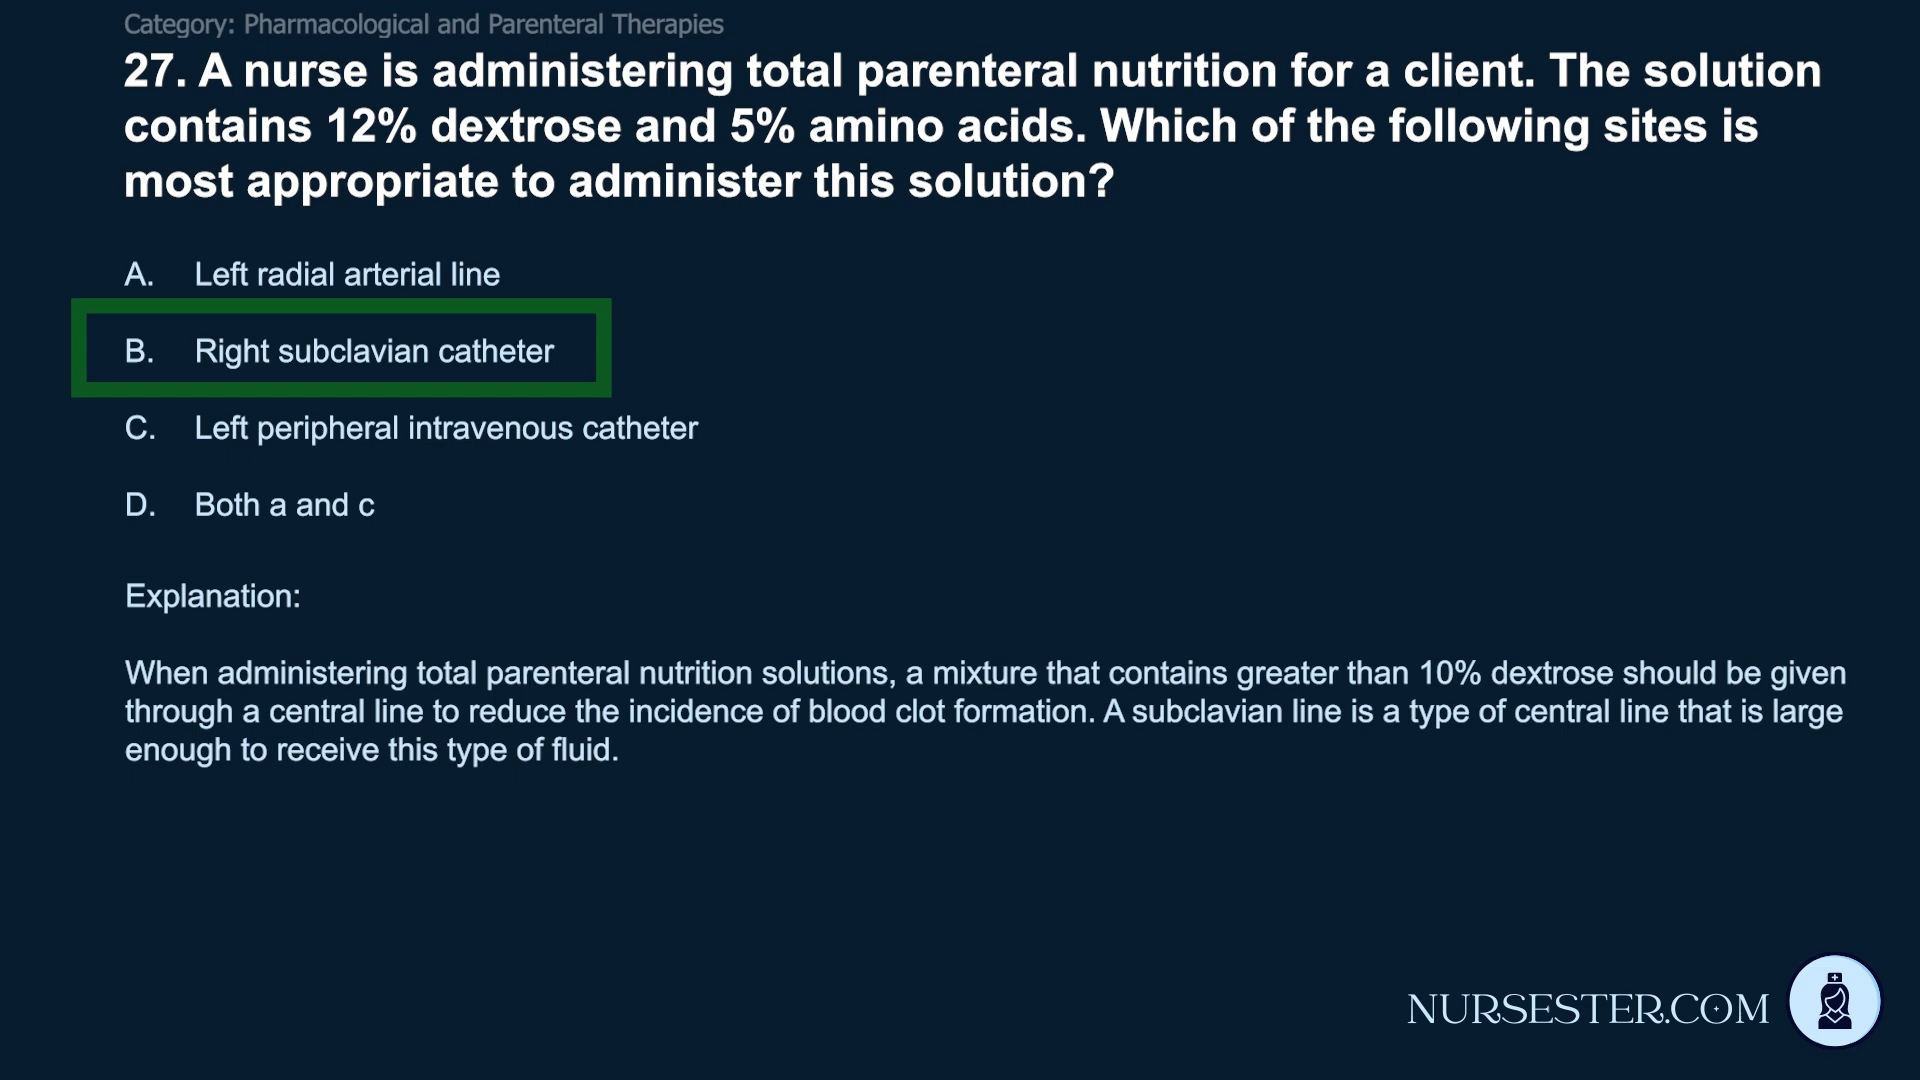 Category: Pharmacological and Parenteral Therapies
27. A nurse is administering total parenteral nutrition for a client. The solution
contains 12% dextrose and 5% amino acids. Which of the following sites is
most appropriate to administer this solution?
A. Left radial arterial line
B. Right subclavian catheter
C. Left peripheral intravenous catheter
D. Both a and c
Explanation:
When administering total parenteral nutrition solutions, a mixture that contains greater than 10% dextrose should be given
through a central line to reduce the incidence of blood clot formation. A subclavian line is a type of central line that is large
enough to receive this type of fluid.
NURSESTER.COM